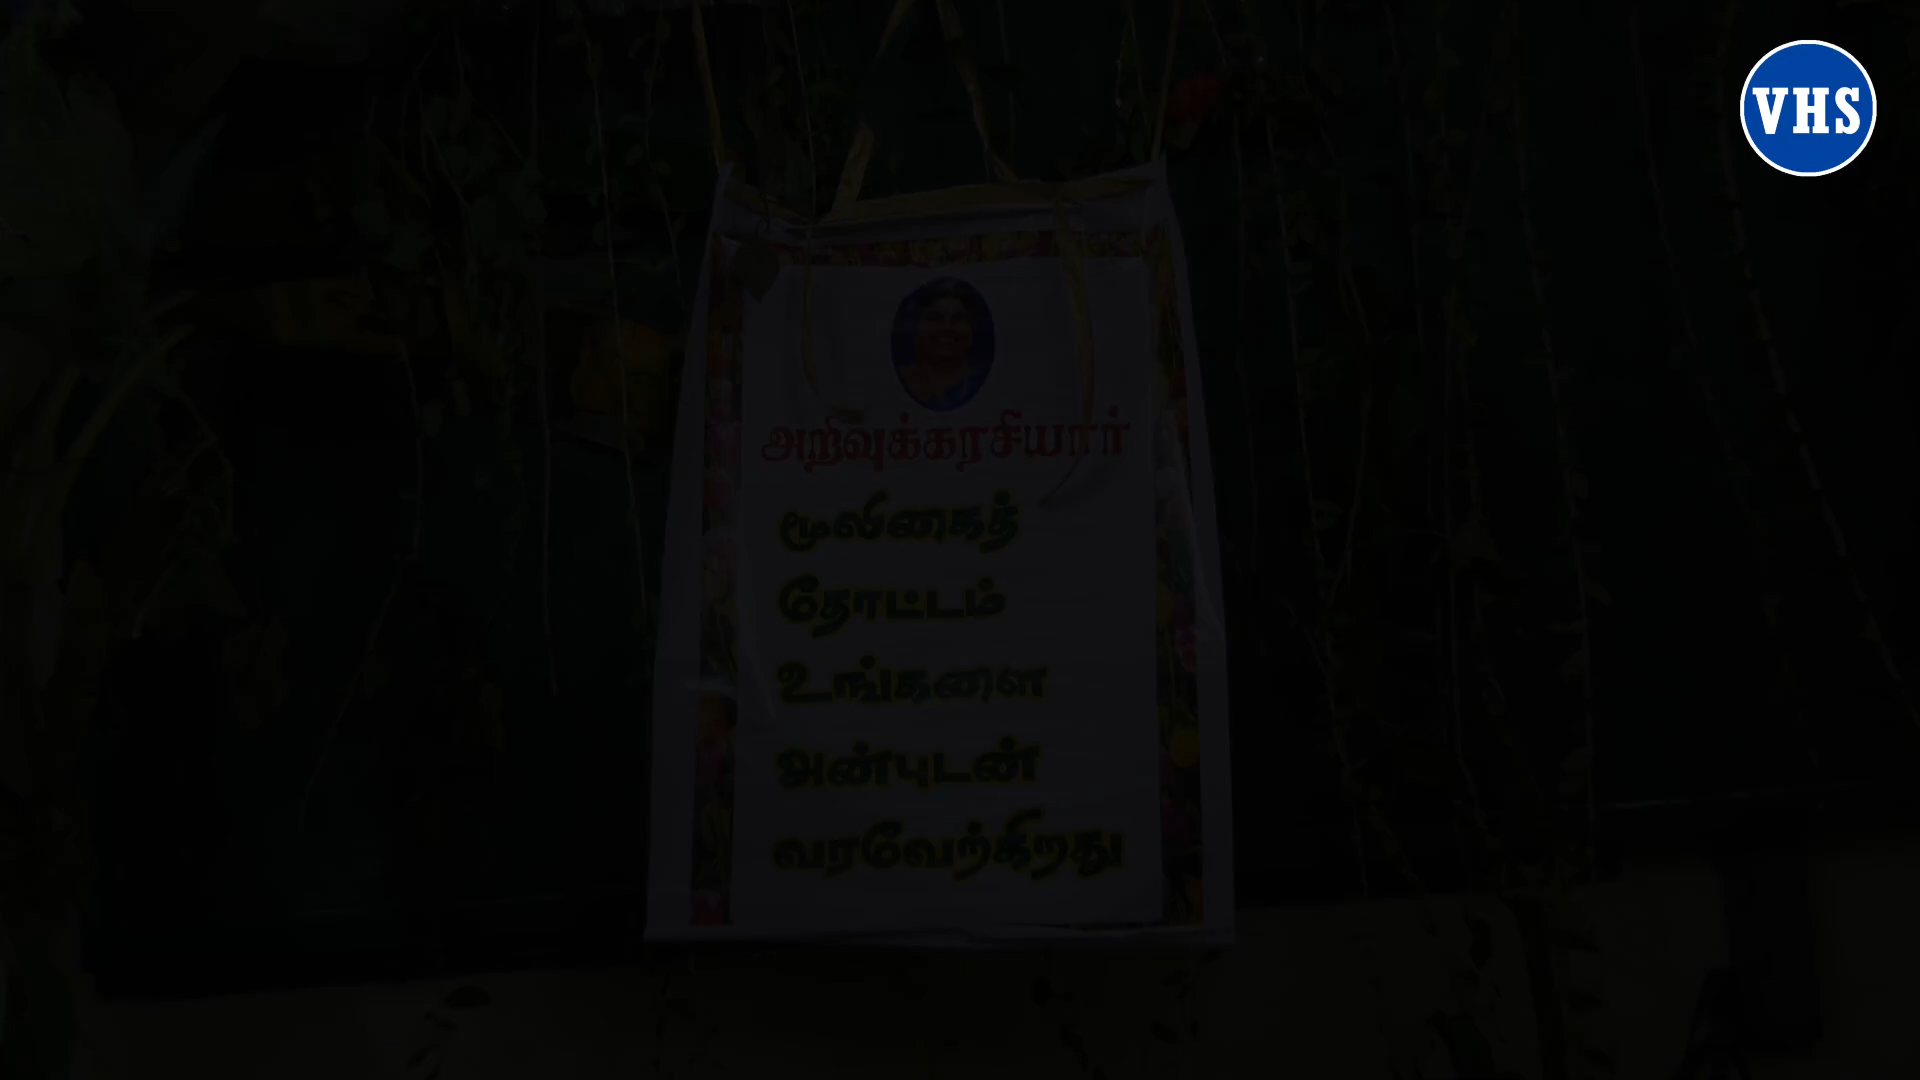 VHS
அறிவுக்கரசியார்
மூலிகைத்
தோட்டம்
உங்களை
அன்புடன்
வரவேற்கிறது